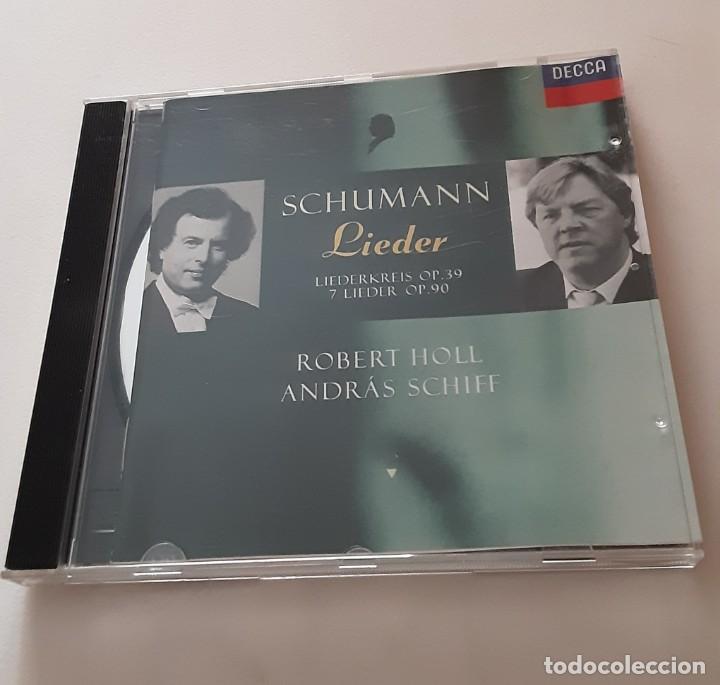 DECCA
SCHUMANN
Lieder
LIEDERKREIS OP.39
7 LIEDER OP.90
ROBERT HOLL
ANDRÁS SCHIFF
todocoleccion